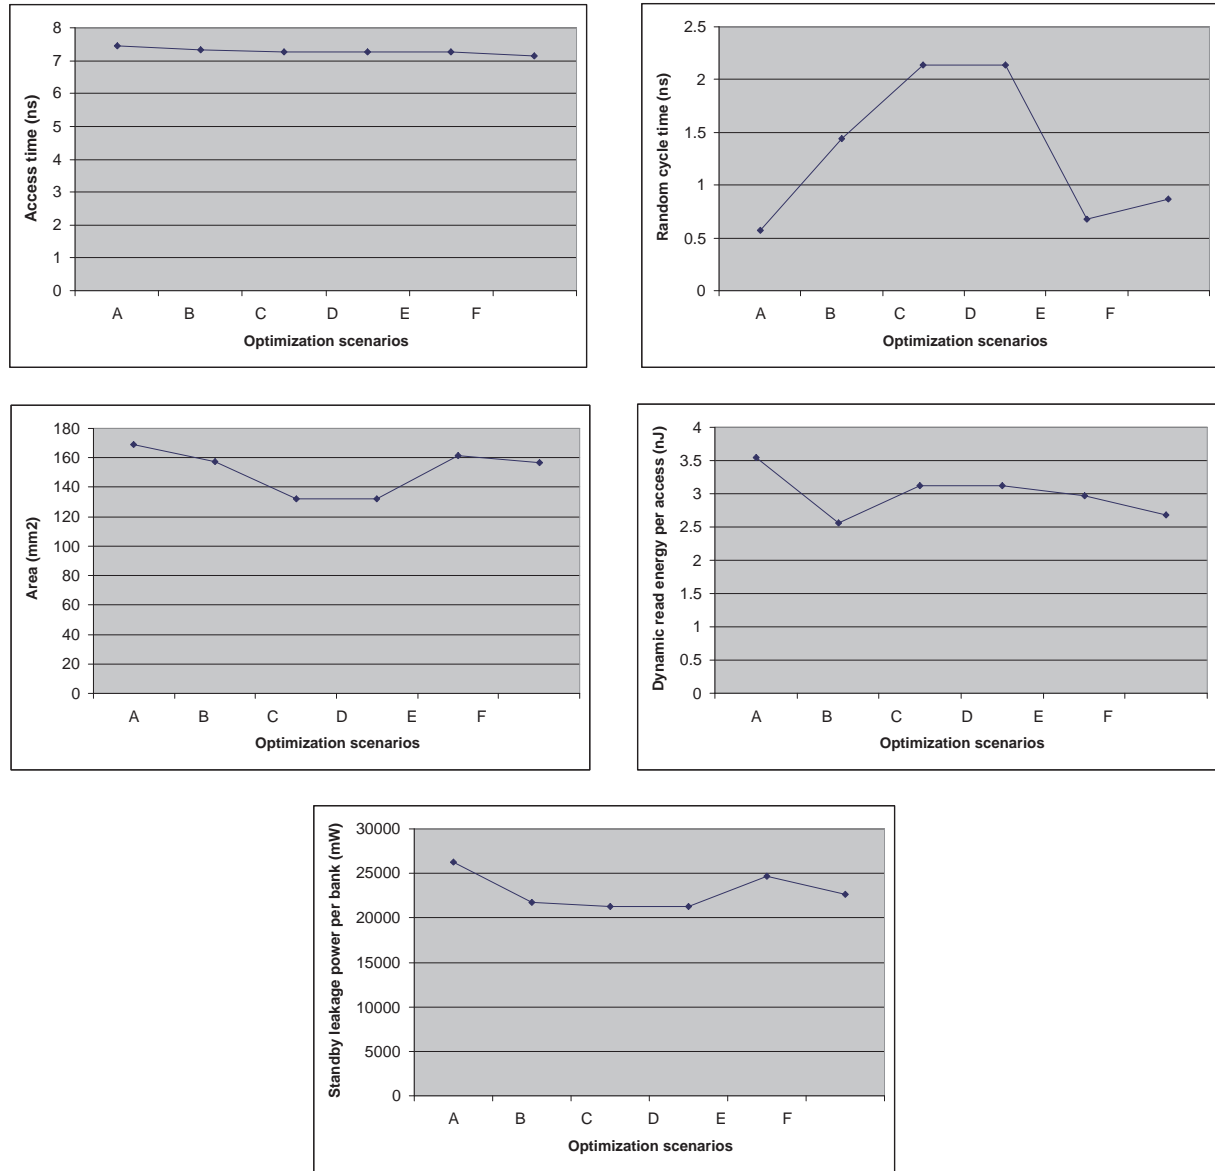 Access time (ns)
8
7
6
5
4
3
2
1
0
A B C D E F
Optimization scenarios
Random cycle time (ns)
2.5
2
1.5
1
0.5
0
A B C D E F
Optimization scenarios
Area (mm2)
180
160
140
120
100
80
60
40
20
0
A B C D E F
Optimization scenarios
Dynamic read energy per access (nJ)
4
3.5
3
2.5
2
1.5
1
0.5
0
A B C D E F
Optimization scenarios
Standby leakage power per bank (mW)
30000
25000
20000
15000
10000
5000
0
A B C D E F
Optimization scenarios